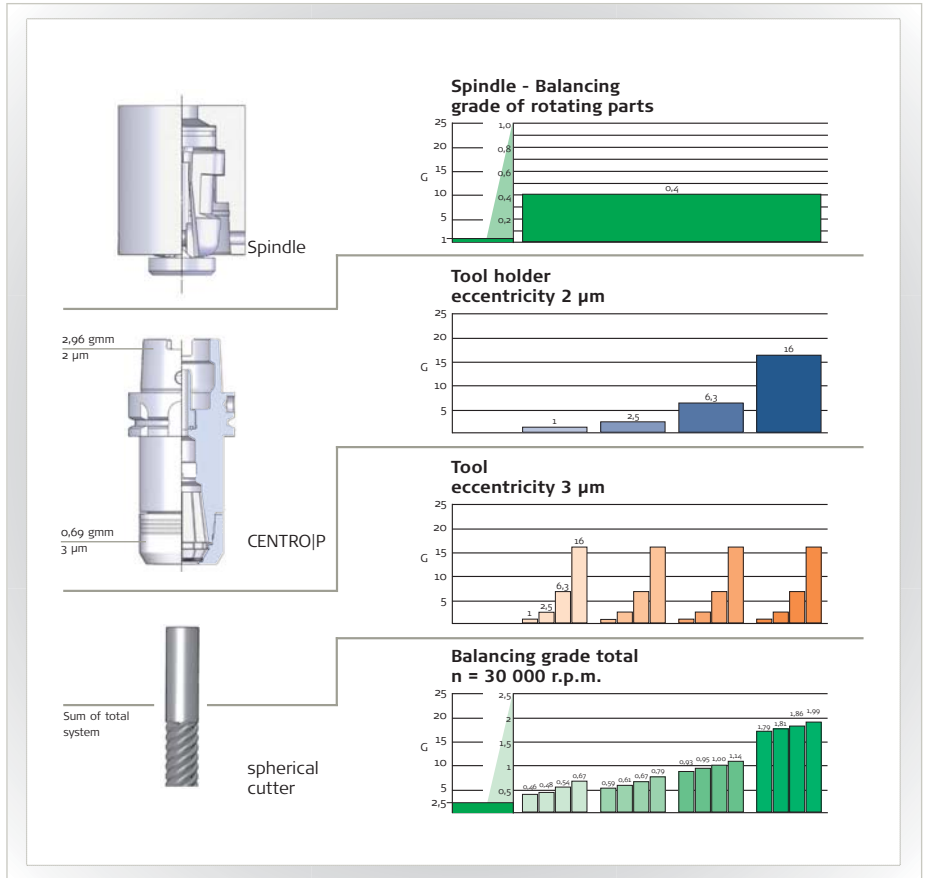 Spindle - Balancing
grade of rotating parts
25
20
15
G
10
5
1
1,0
0,8
0,6
0,4
0,2
0,4
Spindle
Tool holder
eccentricity 2 µm
25
20
15
G
10
5
1
2,5
6,3
16
2,96 gmm
2 µm
0,69 gmm
3 µm
CENTRO|P
Tool
eccentricity 3 µm
25
20
15
G
10
5
1
2,5
6,3
16
Balancing grade total
n = 30 000 r.p.m.
25
20
15
G
10
5
2,5
2,5
2
1,5
1
0,5
0,46 0,48 0,54 0,67
0,59 0,61 0,67 0,79
0,93 0,95 1,00 1,14
1,79 1,81 1,86 1,99
Sum of total
system
spherical
cutter